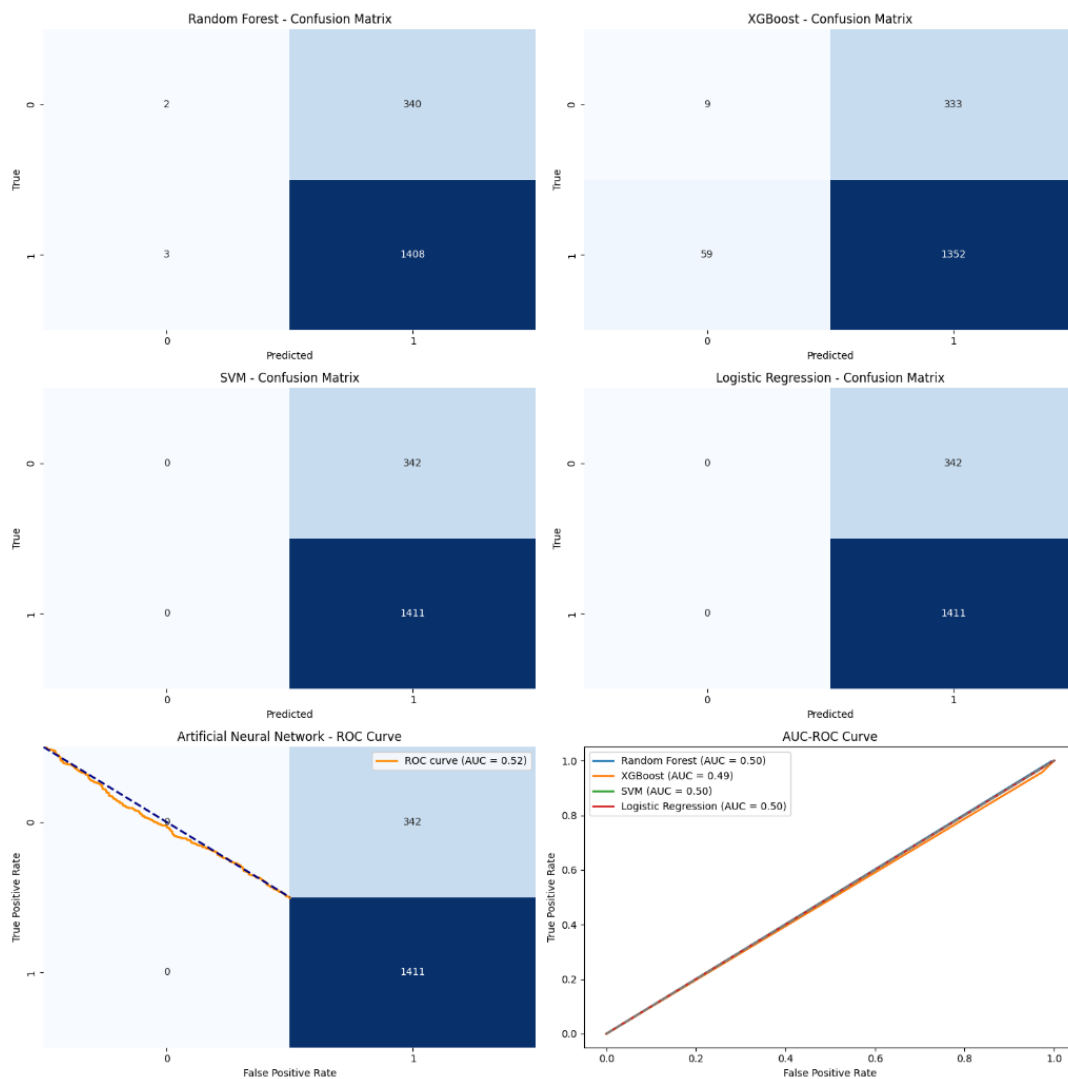 Random Forest - Confusion Matrix
0
2
340
True
1
3
1408
0
1
Predicted
XGBoost - Confusion Matrix
0
9
333
True
1
59
1352
0
1
Predicted
SVM - Confusion Matrix
0
0
342
True
1
0
1411
0
1
Predicted
Logistic Regression - Confusion Matrix
0
0
342
True
1
0
1411
0
1
Predicted
Artificial Neural Network - ROC Curve
ROC curve (AUC = 0.52)
0
0
342
True Positive Rate
1
0
1411
0
1
False Positive Rate
AUC-ROC Curve
Random Forest (AUC = 0.50)
XGBoost (AUC = 0.49)
SVM (AUC = 0.50)
Logistic Regression (AUC = 0.50)
1.0
0.8
0.6
0.4
0.2
0.0
True Positive Rate
0.0
0.2
0.4
0.6
0.8
1.0
False Positive Rate